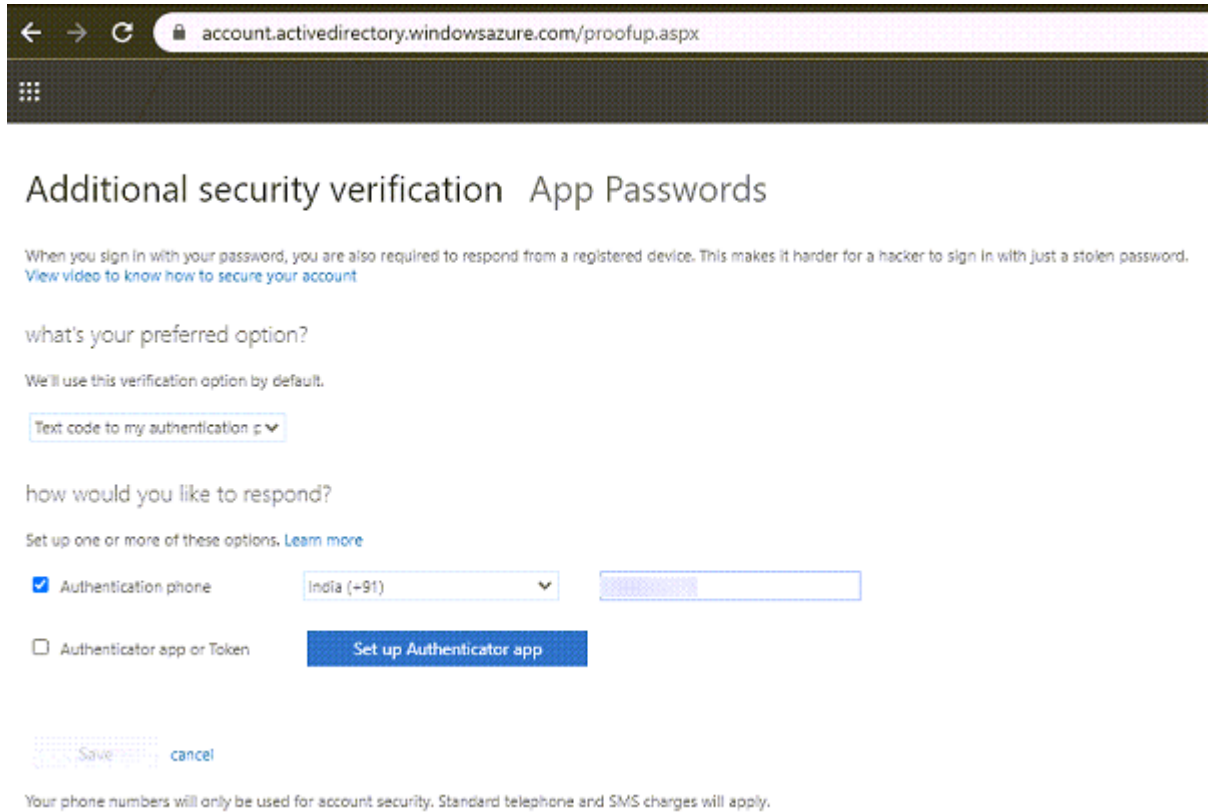 account.activedirectory.windowsazure.com/proofup.aspx
Additional security verification App Passwords
When you sign in with your password, you are also required to respond from a registered device. This makes it harder for a hacker to sign in with just a stolen password.
View video to know how to secure your account
what's your preferred option?
We'll use this verification option by default.
Text code to my authentication p
how would you like to respond?
Set up one or more of these options. Learn more
Authentication phone India (+91)
Authenticator app or Token Set up Authenticator app
Save cancel
Your phone numbers will only be used for account security. Standard telephone and SMS charges will apply.